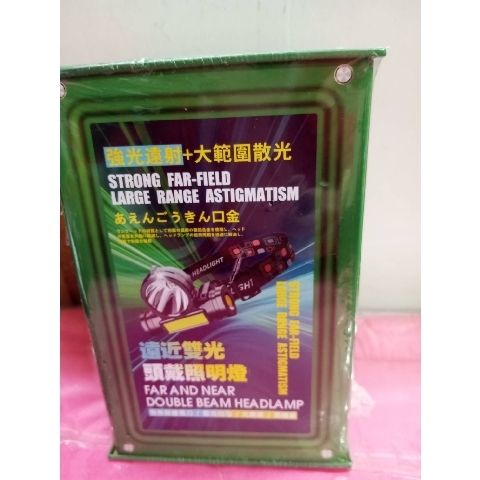 強光遠射+大範圍散光
STRONG FAR-FIELD
LARGE RANGE ASTIGMATISM
あえんごうきん口金
HEADLIGHT
STRONG FAR-FIELD
LARGE RANGE ASTIGMATISM
遠近雙光
頭戴照明燈
FAR AND NEAR
DOUBLE BEAM HEADLAMP